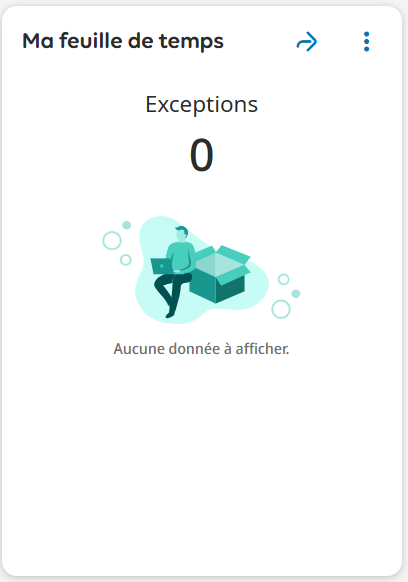 Ma feuille de temps
Exceptions
0
Aucune donnée à afficher.